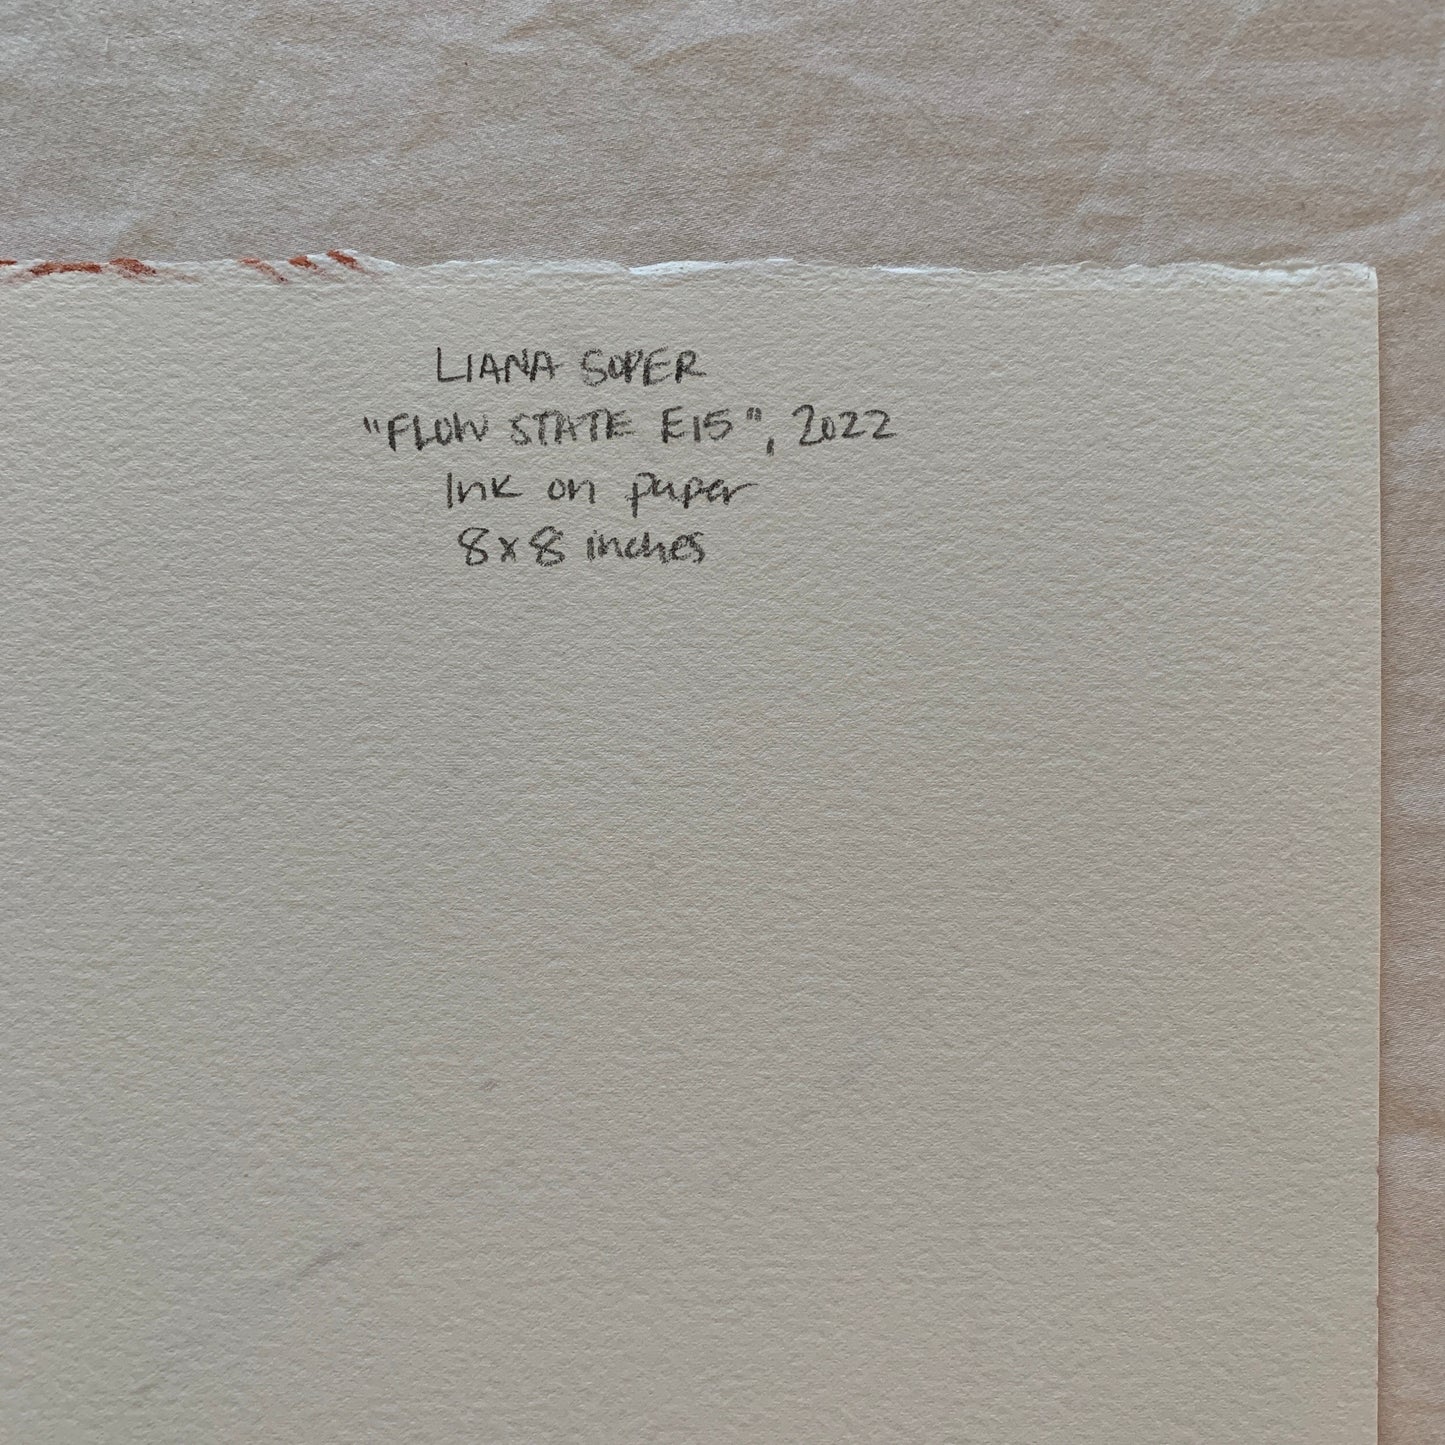 LIANA SOPER
"FLOW STATE E15", 2022
Ink on paper
8x8 inches